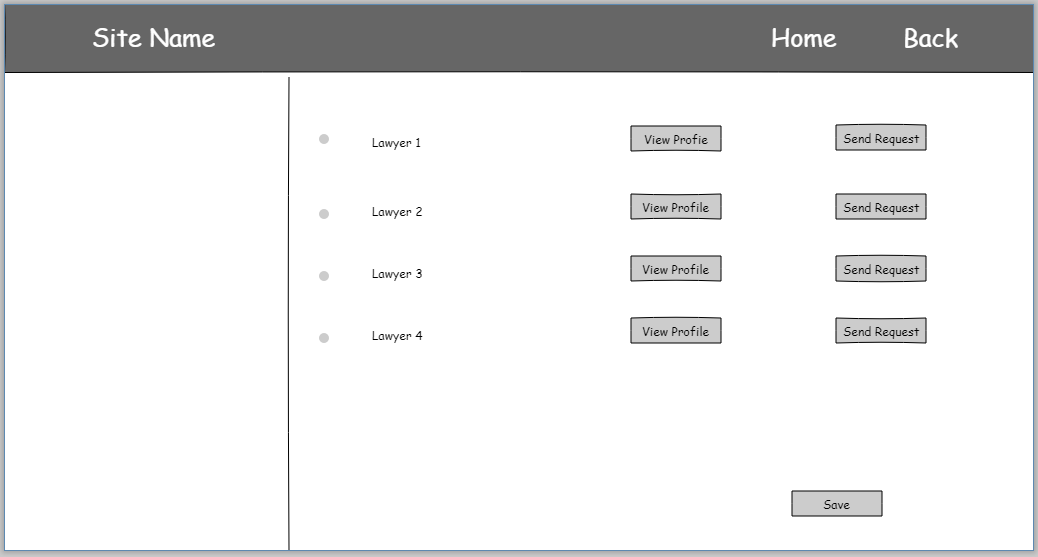 Site Name Home Back
Lawyer 1 View Profie Send Request
Lawyer 2 View Profile Send Request
Lawyer 3 View Profile Send Request
Lawyer 4 View Profile Send Request
Save